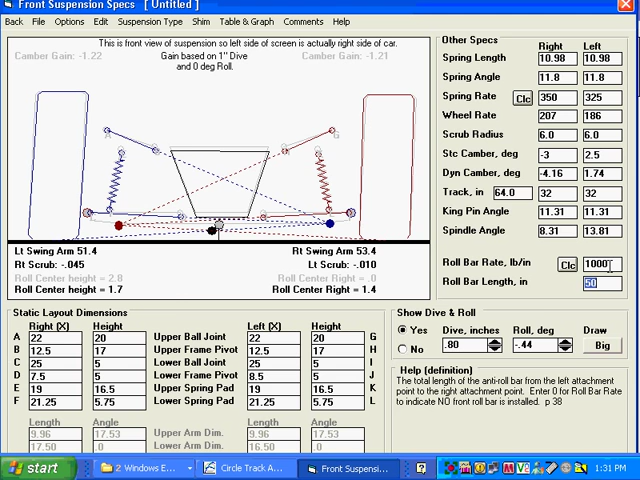 Front Suspension Specs [ Untitled ]
Back File Options Edit Suspension Type Shim Table & Graph Comments Help
This is front view of suspension so left side of screen is actually right side of car.
Camber Gain: -1.22
Gain based on 1" Dive
and 0 deg Roll.
Camber Gain: -1.21
A
G
Lt Swing Arm 51.4
Rt Scrub: -.045
Roll Center height = 2.8
Roll Center height = 1.7
Rt Swing Arm 53.4
Lt Scrub: -.010
Roll Center Right = .0
Roll Center Right = 1.4
Other Specs
Right Left
Spring Length 10.98 10.98
Spring Angle 11.8 11.8
Spring Rate Clc 350 325
Wheel Rate 207 186
Scrub Radius 6.0 6.0
Stc Camber, deg -3 2.5
Dyn Camber, deg -4.16 1.74
Track, in 64.0 32 32
King Pin Angle 11.31 11.31
Spindle Angle 8.31 13.81
Roll Bar Rate, lb/in Clc 1000
Roll Bar Length, in 50
Static Layout Dimensions
Right (X) Height Left (X) Height
A 22 20 Upper Ball Joint 22 20 G
B 12.5 17 Upper Frame Pivot 12.5 17 H
C 25 5 Lower Ball Joint 25 5 I
D 7.5 5 Lower Frame Pivot 8.5 5 J
E 19 16.5 Upper Spring Pad 19 16.5 K
F 21.25 5.75 Lower Spring Pad 21.25 5.75 L
Length Angle Length Angle
9.96 17.53 Upper Arm Dim. 9.96 17.53
17.50 .0 Lower Arm Dim. 16.50 .0
Show Dive & Roll
Yes
No
Dive, inches
.80
Roll, deg
-.44
Draw
Big
Help (definition)
The total length of the anti-roll bar from the left attachment
point to the right attachment point. Enter 0 for Roll Bar Rate
to indicate NO front roll bar is installed. p 38
start 2 Windows E... Circle Track A... Front Suspensi... ? 1:31 PM